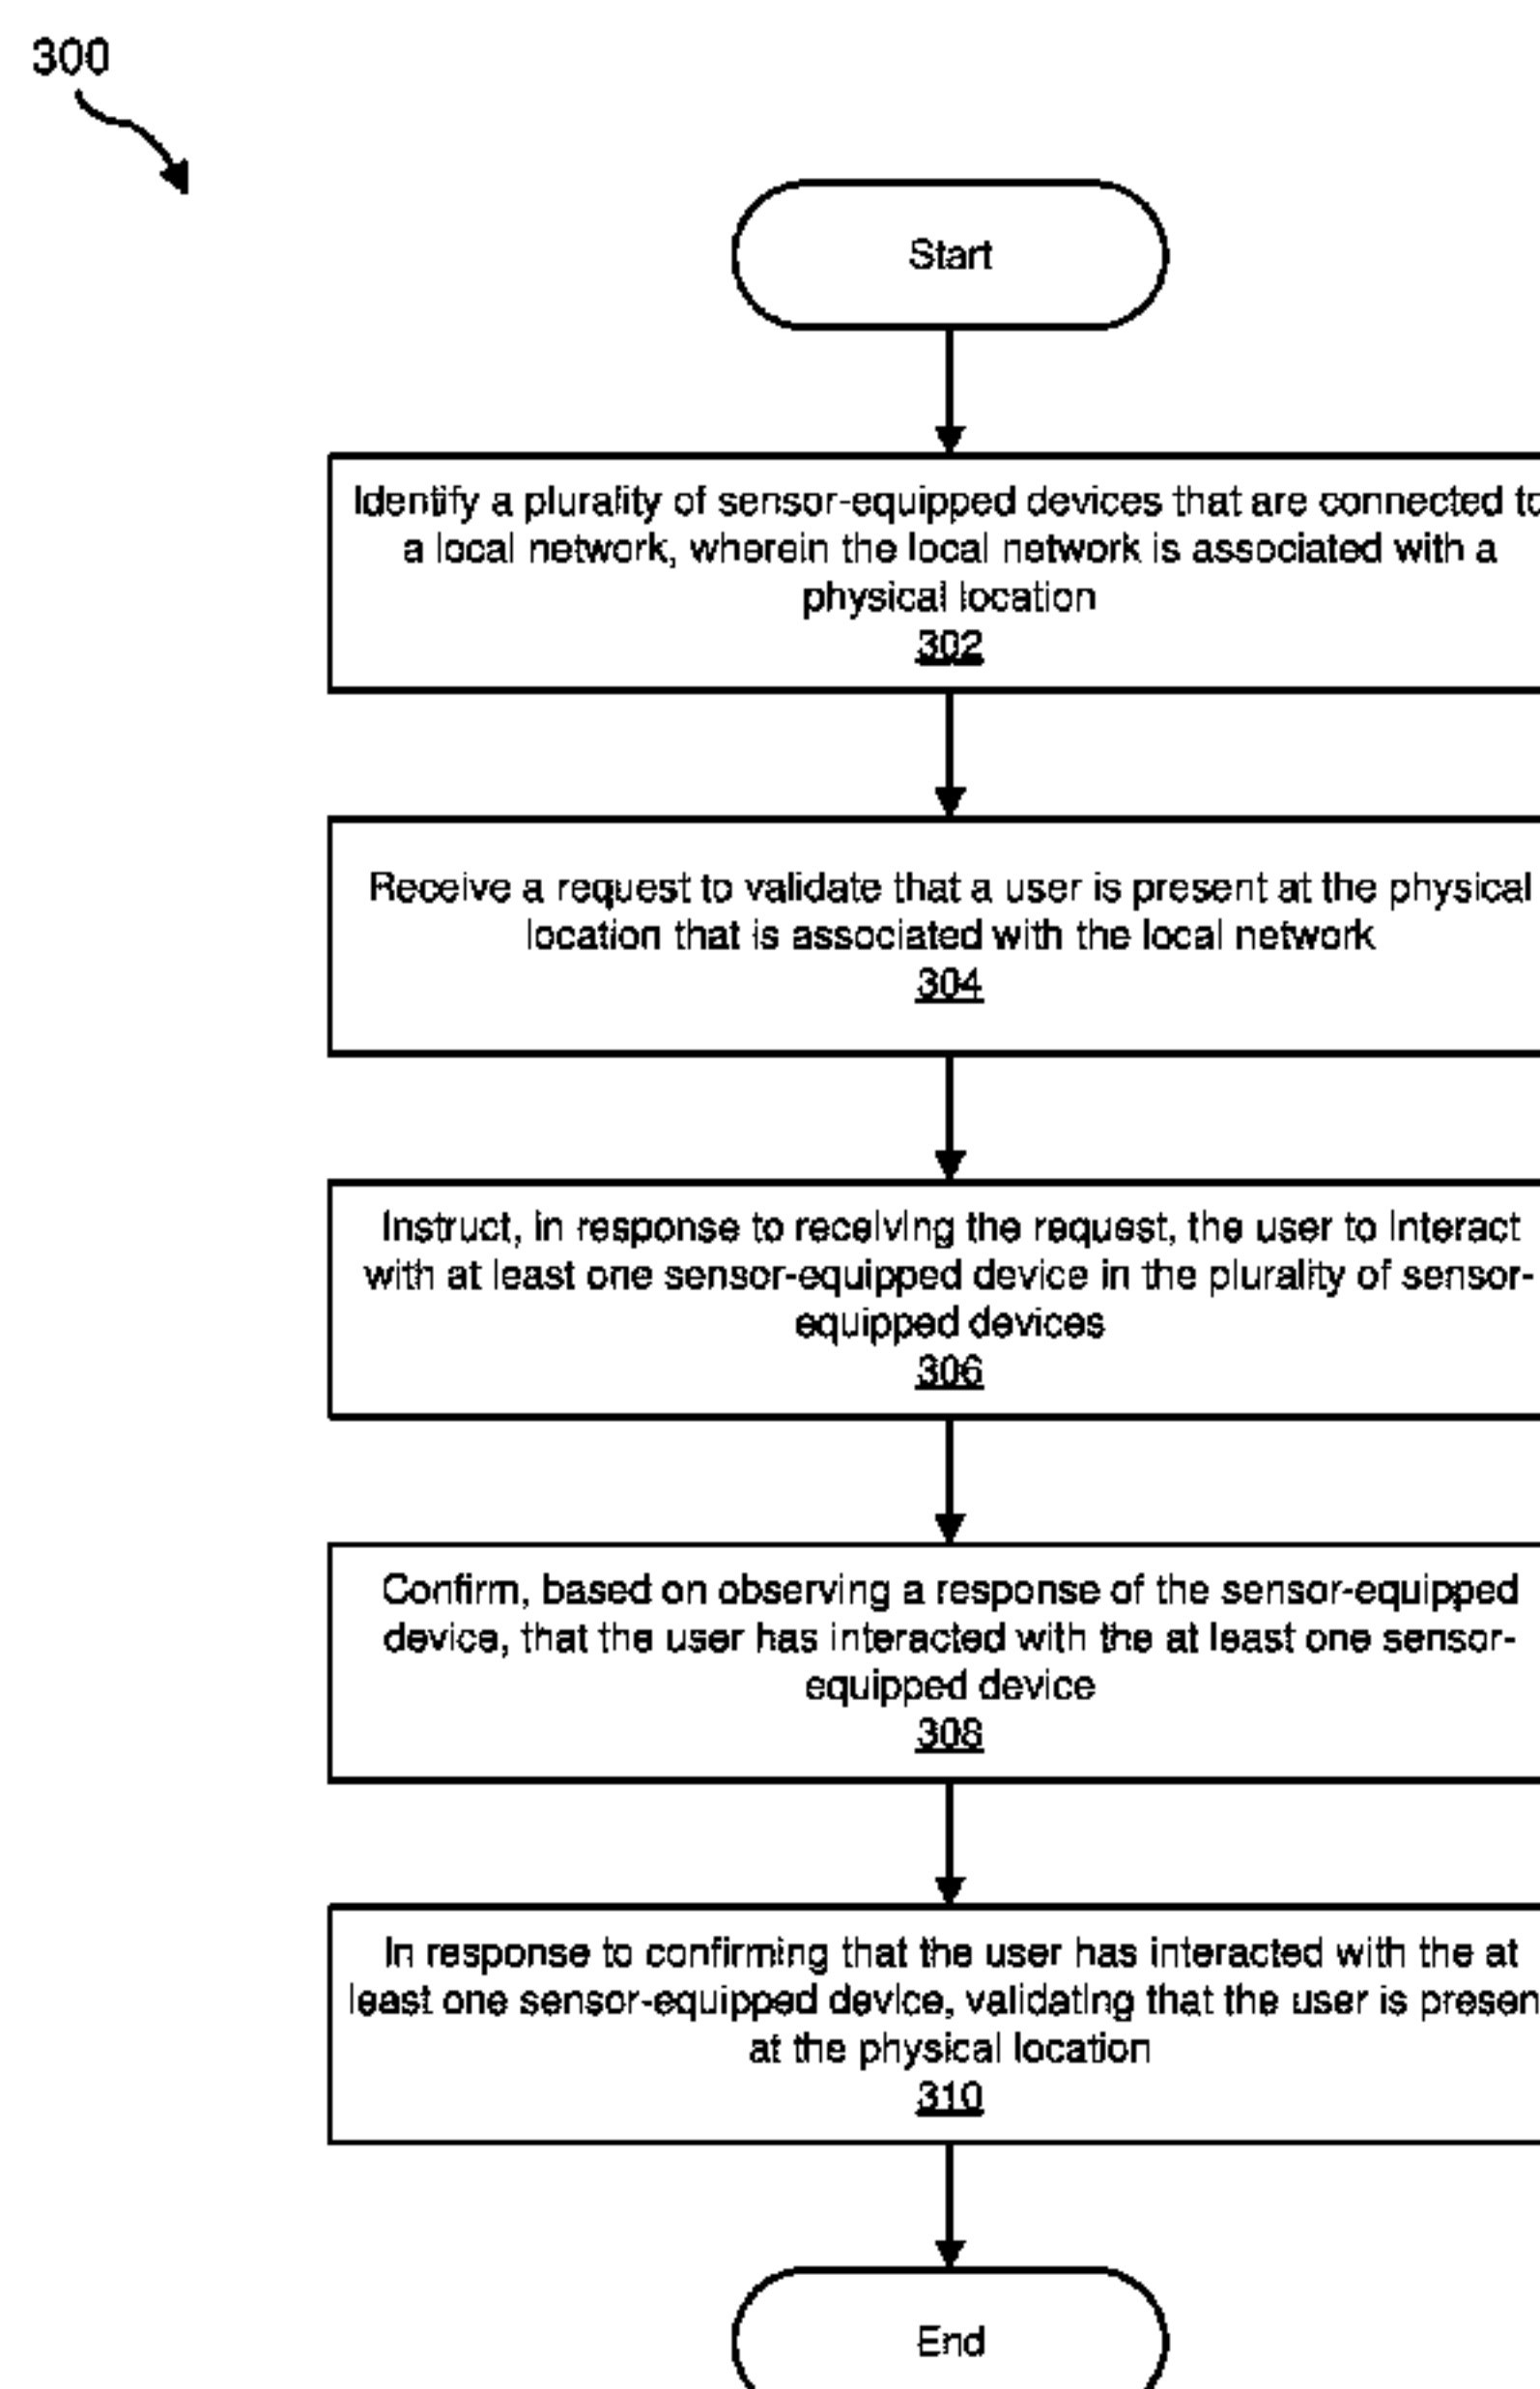 300
Start
Identify a plurality of sensor-equipped devices that are connected to
a local network, wherein the local network is associated with a
physical location
302
Receive a request to validate that a user is present at the physical
location that is associated with the local network
304
Instruct, in response to receiving the request, the user to interact
with at least one sensor-equipped device in the plurality of sensor-
equipped devices
306
Confirm, based on observing a response of the sensor-equipped
device, that the user has interacted with the at least one sensor-
equipped device
308
In response to confirming that the user has interacted with the at
least one sensor-equipped device, validating that the user is presen
at the physical location
310
End